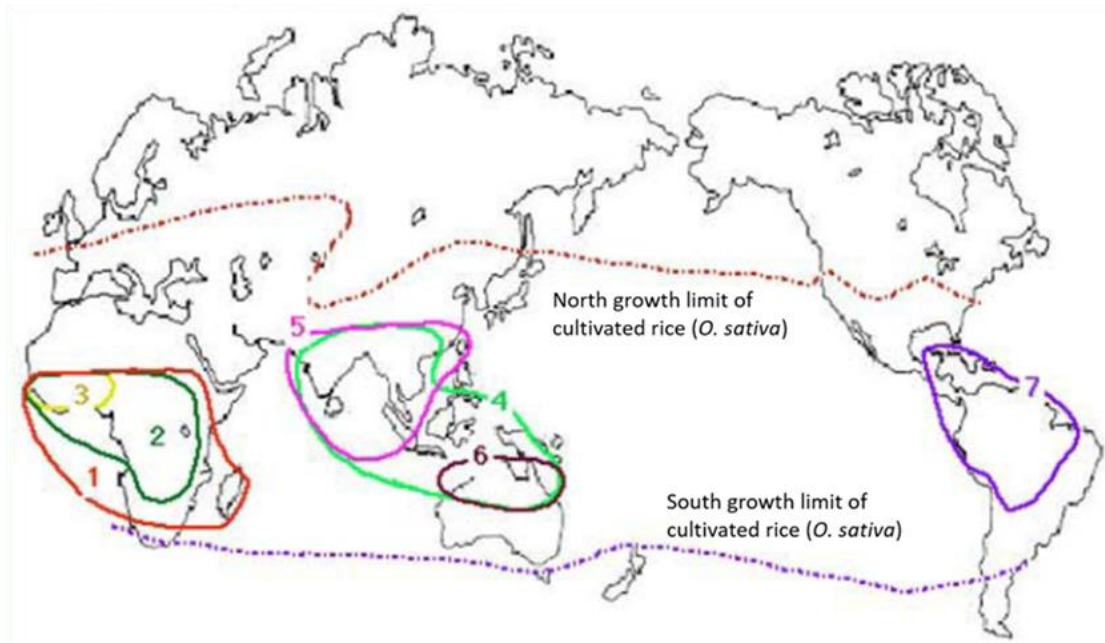 North growth limit of
cultivated rice (O. sativa)
5
3
4
7
2
6
1
South growth limit of
cultivated rice (O. sativa)